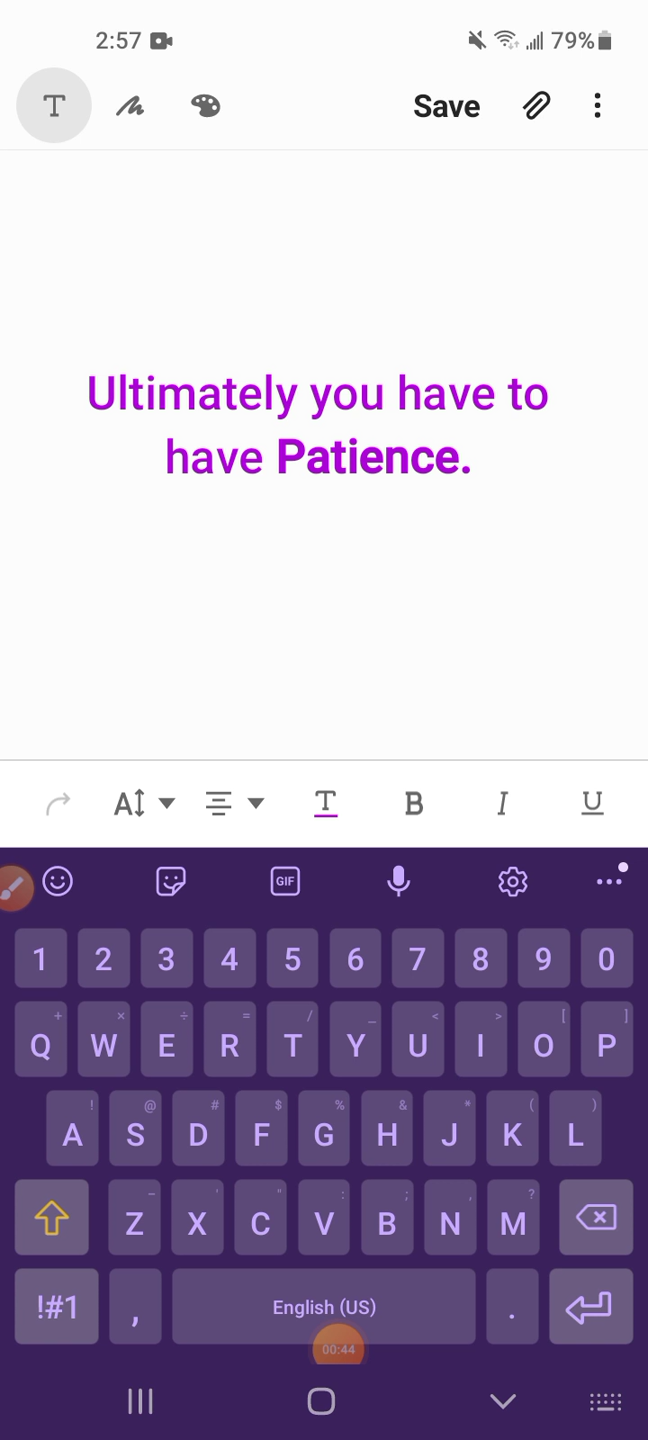 2:57 79%
T Save
Ultimately you have to
have Patience.
A T B I U
GIF
1 2 3 4 5 6 7 8 9 0
+ × ÷ = / _ < > [ ]
Q W E R T Y U I O P
! @ # $ % & * ( )
A S D F G H J K L
- ' " : ; , ?
Z X C V B N M
!#1 , English (US) .
00:44